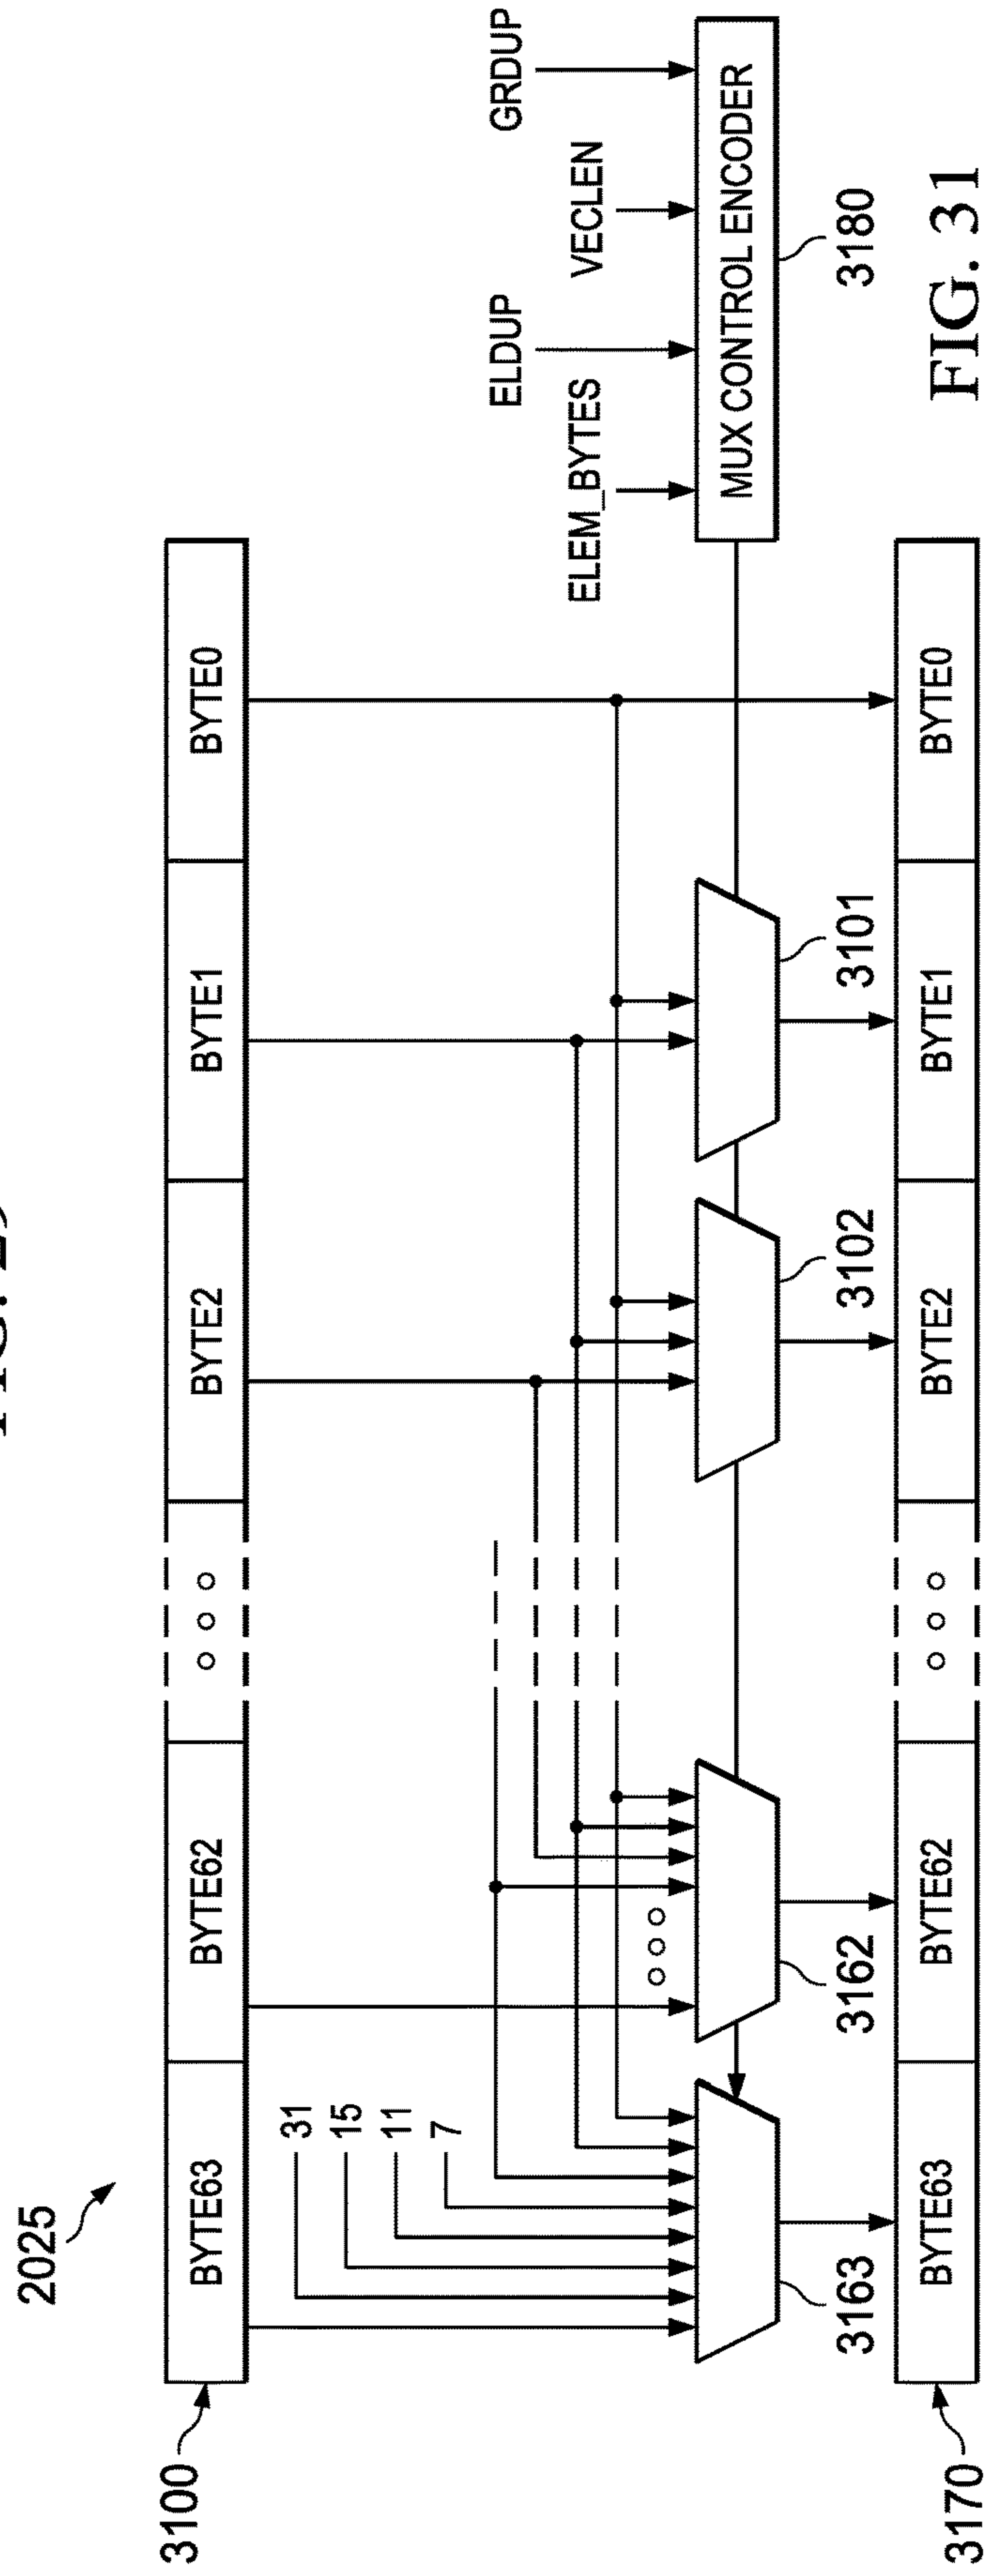 2025
3100
BYTE63
BYTE62
BYTE2
BYTE1
BYTE0
31
15
11
7
ELDUP
GRDUP
ELEM_BYTES
VECLEN
MUX CONTROL ENCODER
3163
3162
3102
3101
3180
3170
BYTE63
BYTE62
BYTE2
BYTE1
BYTE0
FIG. 31